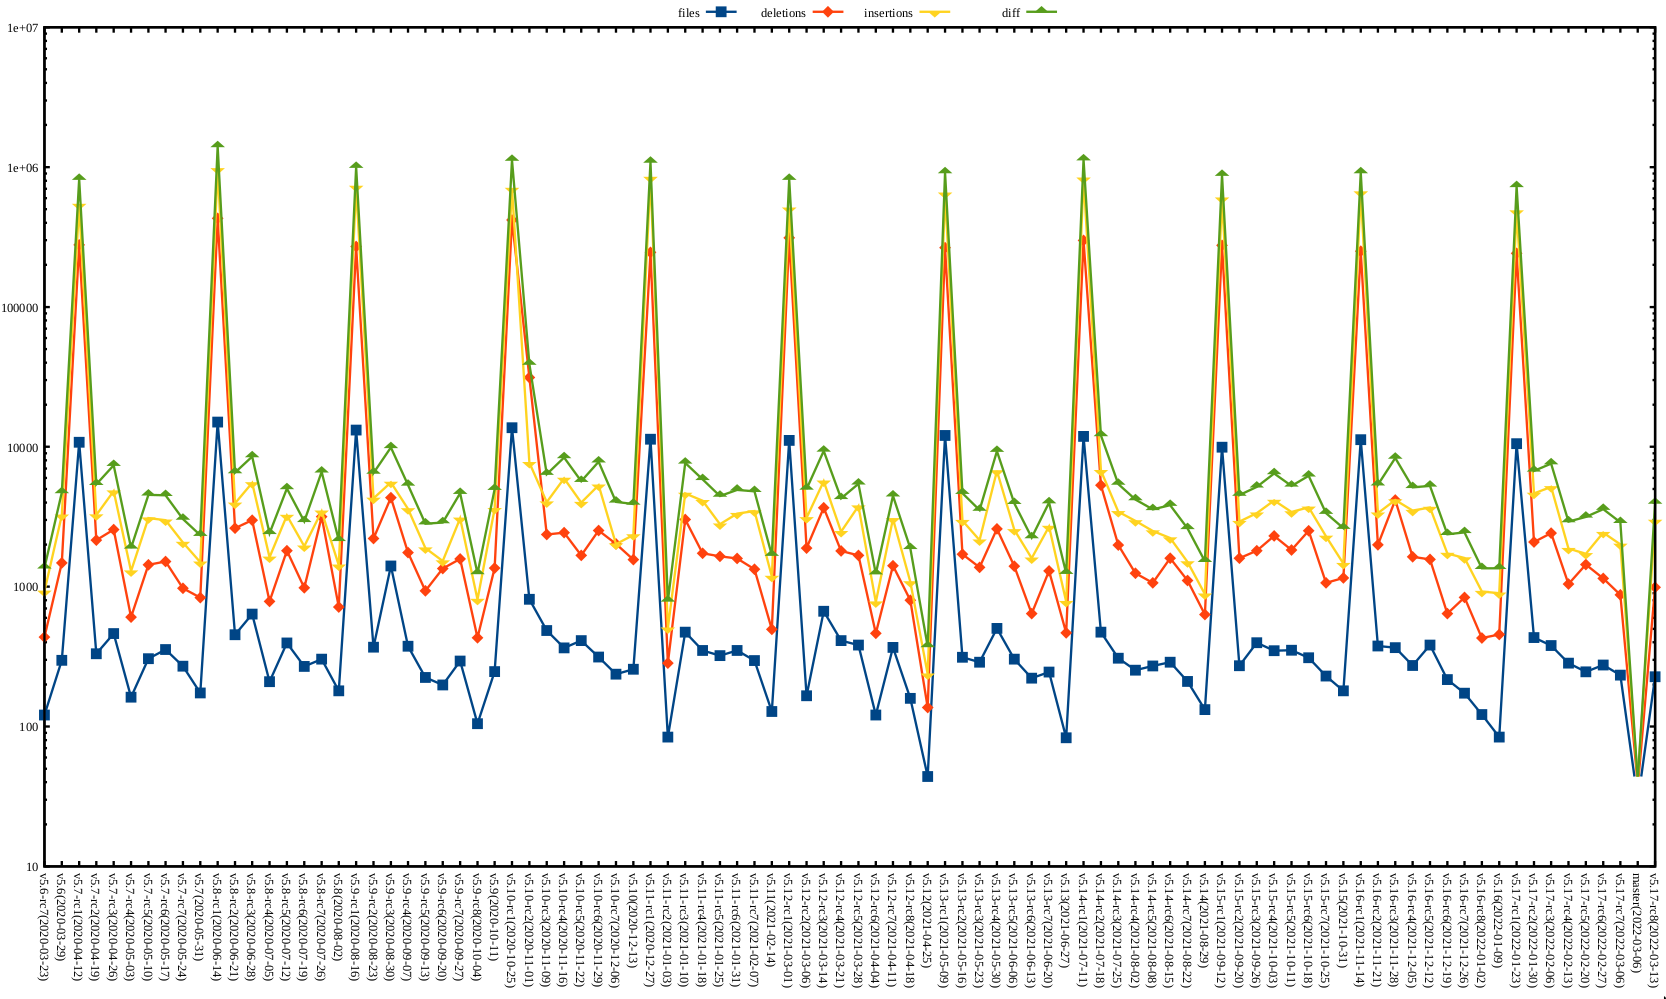 files deletions insertions diff
1e+07
1e+06
100000
10000
1000
100
10
v5.6-rc7(2020-03-23)
v5.6(2020-03-29)
v5.7-rc1(2020-04-12)
v5.7-rc2(2020-04-19)
v5.7-rc3(2020-04-26)
v5.7-rc4(2020-05-03)
v5.7-rc5(2020-05-10)
v5.7-rc6(2020-05-17)
v5.7-rc7(2020-05-24)
v5.7(2020-05-31)
v5.8-rc1(2020-06-14)
v5.8-rc2(2020-06-21)
v5.8-rc3(2020-06-28)
v5.8-rc4(2020-07-05)
v5.8-rc5(2020-07-12)
v5.8-rc6(2020-07-19)
v5.8-rc7(2020-07-26)
v5.8(2020-08-02)
v5.9-rc1(2020-08-16)
v5.9-rc2(2020-08-23)
v5.9-rc3(2020-08-30)
v5.9-rc4(2020-09-07)
v5.9-rc5(2020-09-13)
v5.9-rc6(2020-09-20)
v5.9-rc7(2020-09-27)
v5.9-rc8(2020-10-04)
v5.9(2020-10-11)
v5.10-rc1(2020-10-25)
v5.10-rc2(2020-11-01)
v5.10-rc3(2020-11-09)
v5.10-rc4(2020-11-16)
v5.10-rc5(2020-11-22)
v5.10-rc6(2020-11-29)
v5.10-rc7(2020-12-06)
v5.10(2020-12-13)
v5.11-rc1(2020-12-27)
v5.11-rc2(2021-01-03)
v5.11-rc3(2021-01-10)
v5.11-rc4(2021-01-18)
v5.11-rc5(2021-01-25)
v5.11-rc6(2021-01-31)
v5.11-rc7(2021-02-07)
v5.11(2021-02-14)
v5.12-rc1(2021-03-01)
v5.12-rc2(2021-03-06)
v5.12-rc3(2021-03-14)
v5.12-rc4(2021-03-21)
v5.12-rc5(2021-03-28)
v5.12-rc6(2021-04-04)
v5.12-rc7(2021-04-11)
v5.12-rc8(2021-04-18)
v5.12(2021-04-25)
v5.13-rc1(2021-05-09)
v5.13-rc2(2021-05-16)
v5.13-rc3(2021-05-23)
v5.13-rc4(2021-05-30)
v5.13-rc5(2021-06-06)
v5.13-rc6(2021-06-13)
v5.13-rc7(2021-06-20)
v5.13(2021-06-27)
v5.14-rc1(2021-07-11)
v5.14-rc2(2021-07-18)
v5.14-rc3(2021-07-25)
v5.14-rc4(2021-08-02)
v5.14-rc5(2021-08-08)
v5.14-rc6(2021-08-15)
v5.14-rc7(2021-08-22)
v5.14(2021-08-29)
v5.15-rc1(2021-09-12)
v5.15-rc2(2021-09-20)
v5.15-rc3(2021-09-26)
v5.15-rc4(2021-10-03)
v5.15-rc5(2021-10-11)
v5.15-rc6(2021-10-18)
v5.15-rc7(2021-10-25)
v5.15(2021-10-31)
v5.16-rc1(2021-11-14)
v5.16-rc2(2021-11-21)
v5.16-rc3(2021-11-28)
v5.16-rc4(2021-12-05)
v5.16-rc5(2021-12-12)
v5.16-rc6(2021-12-19)
v5.16-rc7(2021-12-26)
v5.16-rc8(2022-01-02)
v5.16(2022-01-09)
v5.17-rc1(2022-01-23)
v5.17-rc2(2022-01-30)
v5.17-rc3(2022-02-06)
v5.17-rc4(2022-02-13)
v5.17-rc5(2022-02-20)
v5.17-rc6(2022-02-27)
v5.17-rc7(2022-03-06)
master(2022-03-06)
v5.17-rc8(2022-03-13)